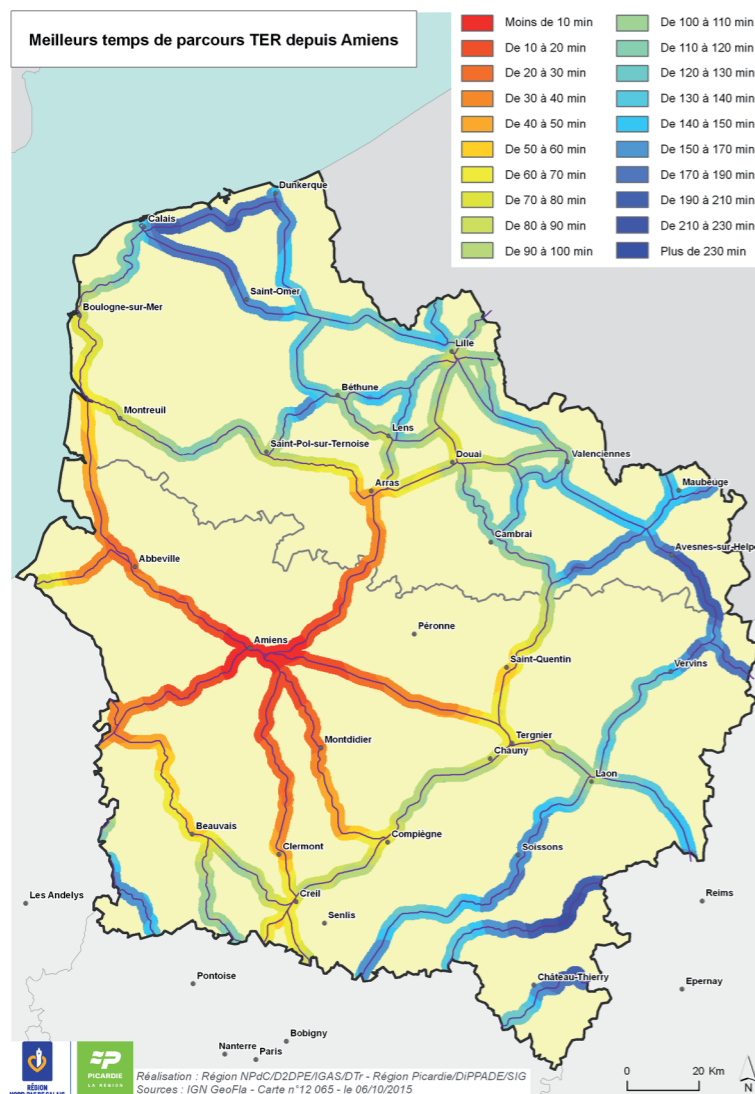 Meilleurs temps de parcours TER depuis Amiens
Moins de 10 min
De 10 à 20 min
De 20 à 30 min
De 30 à 40 min
De 40 à 50 min
De 50 à 60 min
De 60 à 70 min
De 70 à 80 min
De 80 à 90 min
De 90 à 100 min
De 100 à 110 min
De 110 à 120 min
De 120 à 130 min
De 130 à 140 min
De 140 à 150 min
De 150 à 170 min
De 170 à 190 min
De 190 à 210 min
De 210 à 230 min
Plus de 230 min
Dunkerque
Calais
Saint-Omer
Boulogne-sur-Mer
Lille
Béthune
Montreuil
Lens
Saint-Pol-sur-Ternoise
Douai
Valenciennes
Arras
Maubeuge
Cambrai
Avesnes-sur-Helpe
Abbeville
Péronne
Amiens
Saint-Quentin
Vervins
Montdidier
Tergnier
Chauny
Laon
Beauvais
Compiègne
Clermont
Soissons
Creil
Les Andelys
Senlis
Reims
Pontoise
Château-Thierry
Epernay
Bobigny
Nanterre
Paris
RÉGION
NORD-PAS DE CALAIS
PICARDIE
LA RÉGION
Réalisation : Région NPdC/D2DPE/IGAS/DTr - Région Picardie/DiPPADE/SIG
Sources : IGN GeoFla - Carte n°12 065 - le 06/10/2015
0 20 Km
N